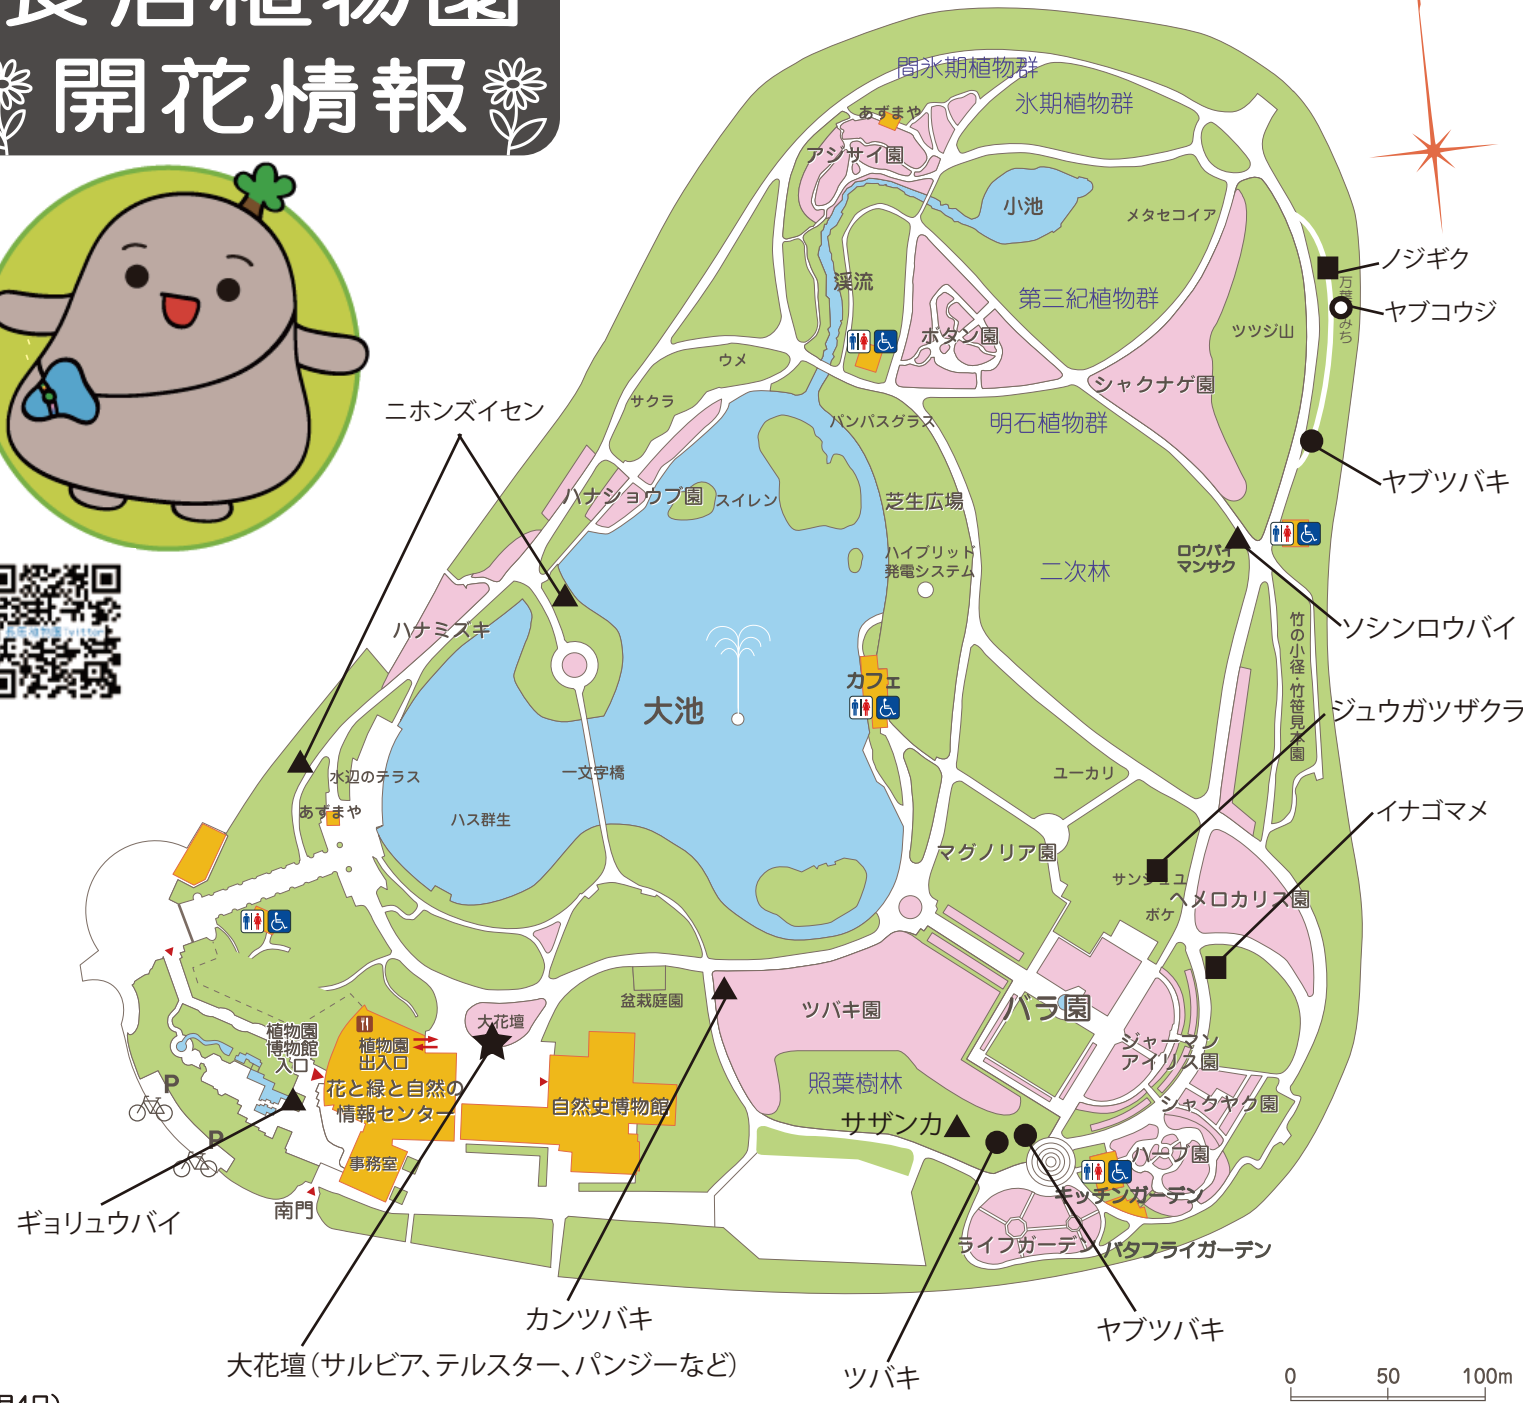 長居植物園
開花情報
間氷期植物群
氷期植物群
あずまや
アジサイ園
小池
メタセコイア
ノジギク
渓流
第三紀植物群
ヤブコウジ
ボタン園
ツツジ山
ウメ
シャクナゲ園
サクラ
ニホンズイセン
パンパスグラス
明石植物群
ヤブツバキ
ハナショウブ園
スイレン
芝生広場
ハイブリッド
発電システム
二次林
ロウバイ
マンサク
ソシンロウバイ
ハナミズキ
竹の小径・竹笹見本園
カフェ
大池
ジュウガツザクラ
水辺のテラス
一文字橋
ユーカリ
あずまや
ハス群生
イナゴマメ
マグノリア園
サンシュユ
ヘメロカリス園
ボケ
盆栽庭園
ツバキ園
バラ園
大花壇
植物園
博物館
入口
植物園
出入口
ジャーマン
アイリス園
花と緑と自然の
情報センター
自然史博物館
照葉樹林
シャクヤク園
P
サザンカ
P
ハーブ園
事務室
キッチンガーデン
南門
ギョリュウバイ
ライフガーデン
バタフライガーデン
カンツバキ
ヤブツバキ
大花壇（サルビア、テルスター、パンジーなど）
ツバキ
0 50 100m